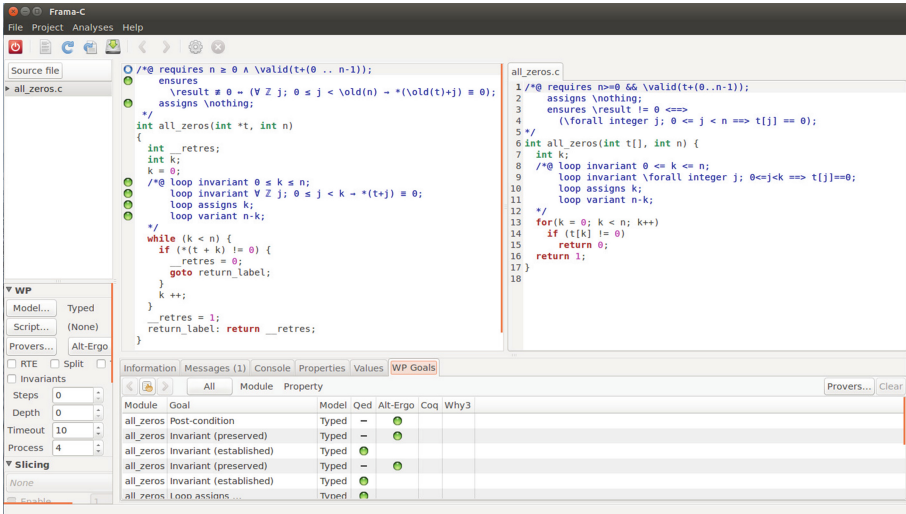 Frama-C
File Project Analyses Help
Source file
all_zeros.c
/*@ requires n ≥ 0 ∧ \valid(t+(0 .. n-1));
ensures
\result ≢ 0 ⇔ (∀ ℤ j; 0 ≤ j < \old(n) → *(\old(t)+j) ≡ 0);
assigns \nothing;
*/
int all_zeros(int *t, int n)
{
int __retres;
int k;
k = 0;
/*@ loop invariant 0 ≤ k ≤ n;
loop invariant ∀ ℤ j; 0 ≤ j < k → *(t+j) ≡ 0;
loop assigns k;
loop variant n-k;
*/
while (k < n) {
if (*(t + k) != 0) {
__retres = 0;
goto return_label;
}
k ++;
}
__retres = 1;
return_label: return __retres;
}
all_zeros.c
1 /*@ requires n>=0 && \valid(t+(0..n-1));
2 assigns \nothing;
3 ensures \result != 0 <==>
4 (\forall integer j; 0 <= j < n ==> t[j] == 0);
5 */
6 int all_zeros(int t[], int n) {
7 int k;
8 /*@ loop invariant 0 <= k <= n;
9 loop invariant \forall integer j; 0<=j<k ==> t[j]==0;
10 loop assigns k;
11 loop variant n-k;
12 */
13 for(k = 0; k < n; k++)
14 if (t[k] != 0)
15 return 0;
16 return 1;
17 }
18
WP
Model... Typed
Script... (None)
Provers... Alt-Ergo
RTE Split
Invariants
Steps 0
Depth 0
Timeout 10
Process 4
Slicing
None
Enable 1
Information Messages (1) Console Properties Values WP Goals
All Module Property Provers... Clear
Module Goal Model Qed Alt-Ergo Coq Why3
all_zeros Post-condition Typed –
all_zeros Invariant (preserved) Typed –
all_zeros Invariant (established) Typed
all_zeros Invariant (preserved) Typed –
all_zeros Invariant (established) Typed
all_zeros Loop assigns ... Typed